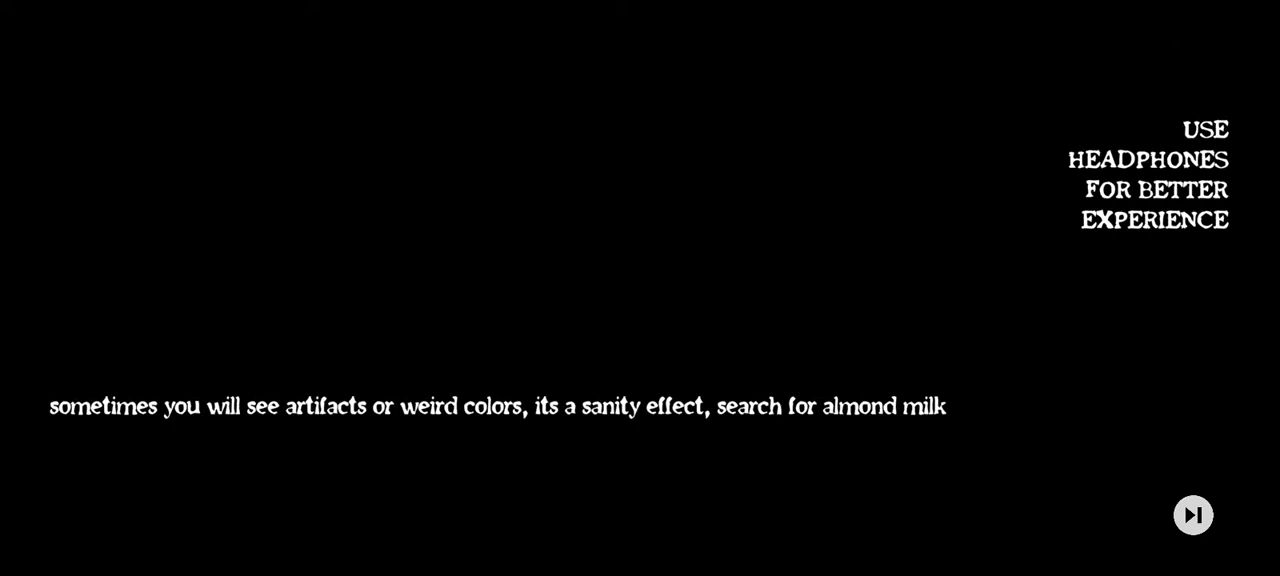 USE
HEADPHONES
FOR BETTER
EXPERIENCE
sometimes you will see artifacts or weird colors, its a sanity effect, search for almond milk